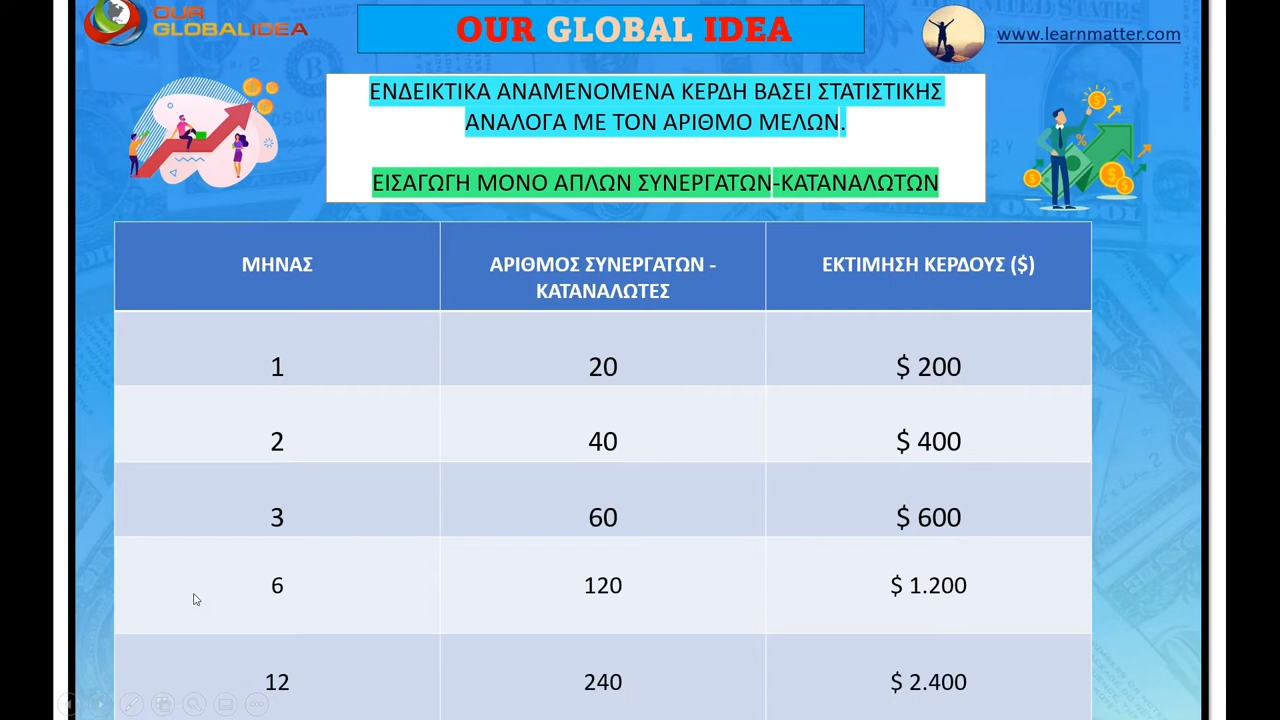 OUR
GLOBALIDEA
OUR GLOBAL IDEA
www.learnmatter.com
ΕΝΔΕΙΚΤΙΚΑ ΑΝΑΜΕΝΟΜΕΝΑ ΚΕΡΔΗ ΒΑΣΕΙ ΣΤΑΤΙΣΤΙΚΗΣ
ΑΝΑΛΟΓΑ ΜΕ ΤΟΝ ΑΡΙΘΜΟ ΜΕΛΩΝ.
ΕΙΣΑΓΩΓΗ ΜΟΝΟ ΑΠΛΩΝ ΣΥΝΕΡΓΑΤΩΝ-ΚΑΤΑΝΑΛΩΤΩΝ
ΜΗΝΑΣ ΑΡΙΘΜΟΣ ΣΥΝΕΡΓΑΤΩΝ - ΕΚΤΙΜΗΣΗ ΚΕΡΔΟΥΣ ($)
ΚΑΤΑΝΑΛΩΤΕΣ
1 20 $ 200
2 40 $ 400
3 60 $ 600
6 120 $ 1.200
12 240 $ 2.400